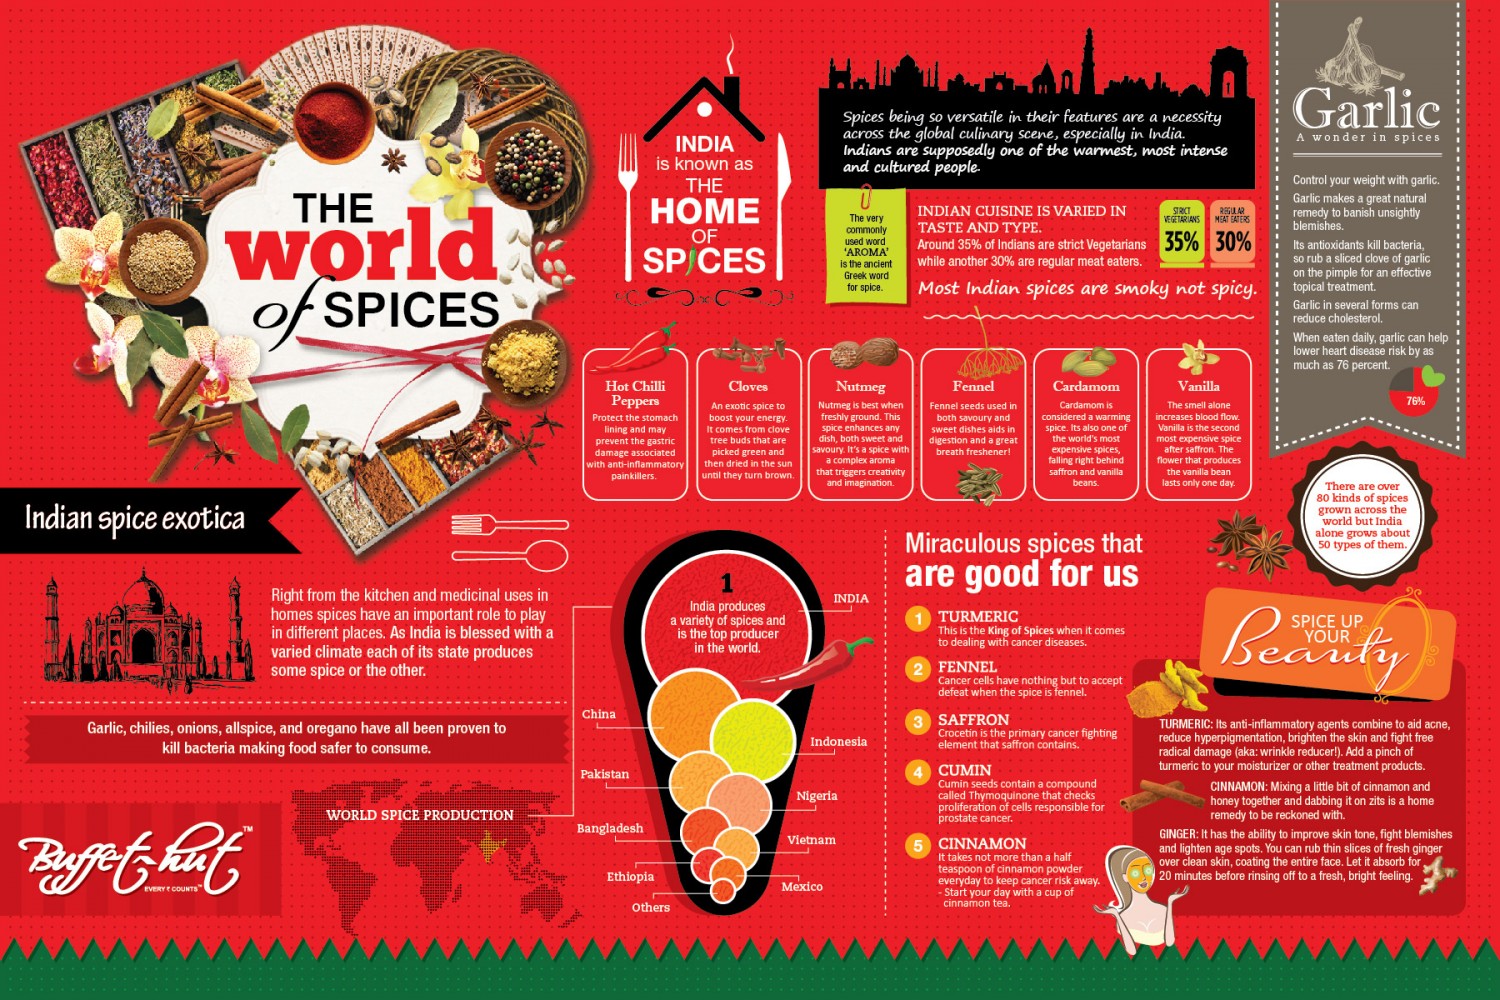 THE
world
of SPICES
Indian spice exotica
Right from the kitchen and medicinal uses in
homes spices have an important role to play
in different places. As India is blessed with a
varied climate each of its state produces
some spice or the other.
Garlic, chilies, onions, allspice, and oregano have all been proven to
kill bacteria making food safer to consume.
Buffet-hut™
EVERY ₹ COUNTS™
WORLD SPICE PRODUCTION
INDIA
is known as
THE
HOME
OF
SPICES
Spices being so versatile in their features are a necessity
across the global culinary scene, especially in India.
Indians are supposedly one of the warmest, most intense
and cultured people.
The very
commonly
used word
‘AROMA’
is the ancient
Greek word
for spice.
INDIAN CUISINE IS VARIED IN
TASTE AND TYPE.
Around 35% of Indians are strict Vegetarians
while another 30% are regular meat eaters.
STRICT
VEGETARIANS
35%
REGULAR
MEAT EATERS
30%
Most Indian spices are smoky not spicy.
Hot Chilli
Peppers
Protect the stomach
lining and may
prevent the gastric
damage associated
with anti-inflammatory
painkillers.
Cloves
An exotic spice to
boost your energy.
It comes from clove
tree buds that are
picked green and
then dried in the sun
until they turn brown.
Nutmeg
Nutmeg is best when
freshly ground. This
spice enhances any
dish, both sweet and
savoury. It's a spice with
a complex aroma
that triggers creativity
and imagination.
Fennel
Fennel seeds used in
both savoury and
sweet dishes aids in
digestion and a great
breath freshener!
Cardamom
Cardamom is
considered a warming
spice. Its also one of
the world's most
expensive spices,
falling right behind
saffron and vanilla
beans.
Vanilla
The smell alone
increases blood flow.
Vanilla is the second
most expensive spice
after saffron. The
flower that produces
the vanilla bean
lasts only one day.
1
India produces
a variety of spices and
is the top producer
in the world.
INDIA
China
Indonesia
Pakistan
Nigeria
Bangladesh
Vietnam
Ethiopia
Mexico
Others
Miraculous spices that
are good for us
1 TURMERIC
This is the King of Spices when it comes
to dealing with cancer diseases.
2 FENNEL
Cancer cells have nothing but to accept
defeat when the spice is fennel.
3 SAFFRON
Crocetin is the primary cancer fighting
element that saffron contains.
4 CUMIN
Cumin seeds contain a compound
called Thymoquinone that checks
proliferation of cells responsible for
prostate cancer.
5 CINNAMON
It takes not more than a half
teaspoon of cinnamon powder
everyday to keep cancer risk away.
- Start your day with a cup of
cinnamon tea.
Garlic
A wonder in spices
Control your weight with garlic.
Garlic makes a great natural
remedy to banish unsightly
blemishes.
Its antioxidants kill bacteria,
so rub a sliced clove of garlic
on the pimple for an effective
topical treatment.
Garlic in several forms can
reduce cholesterol.
When eaten daily, garlic can help
lower heart disease risk by as
much as 76 percent.
76%
There are over
80 kinds of spices
grown across the
world but India
alone grows about
50 types of them.
SPICE UP
YOUR
Beauty
TURMERIC: Its anti-inflammatory agents combine to aid acne,
reduce hyperpigmentation, brighten the skin and fight free
radical damage (aka: wrinkle reducer!). Add a pinch of
turmeric to your moisturizer or other treatment products.
CINNAMON: Mixing a little bit of cinnamon and
honey together and dabbing it on zits is a home
remedy to be reckoned with.
GINGER: It has the ability to improve skin tone, fight blemishes
and lighten age spots. You can rub thin slices of fresh ginger
over clean skin, coating the entire face. Let it absorb for
20 minutes before rinsing off to a fresh, bright feeling.